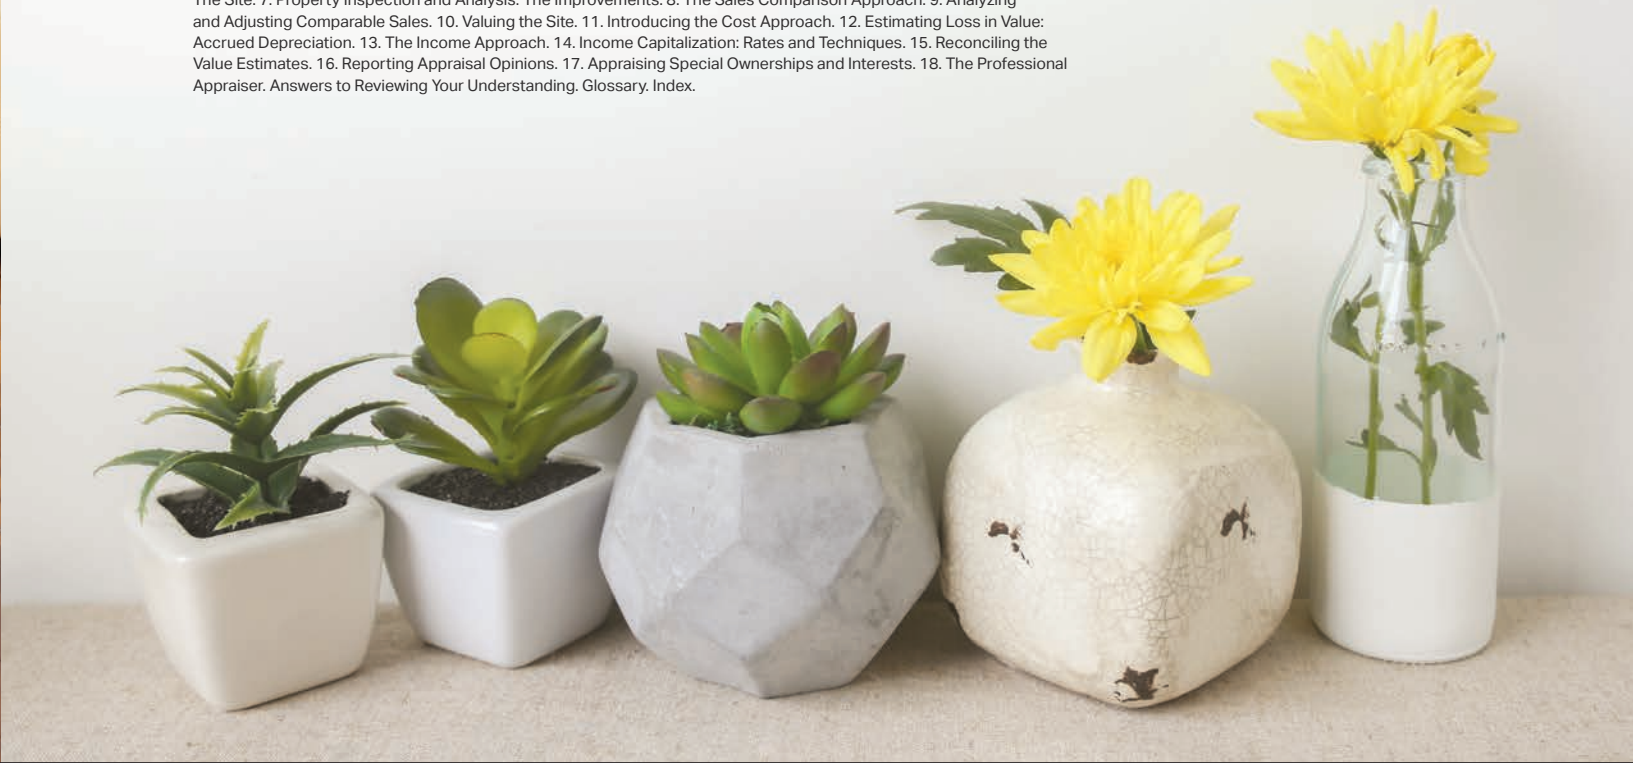 The Site. 7. Property Inspection and Analysis: The Improvements. 8. The Sales Comparison Approach. 9. Analyzing
and Adjusting Comparable Sales. 10. Valuing the Site. 11. Introducing the Cost Approach. 12. Estimating Loss in Value:
Accrued Depreciation. 13. The Income Approach. 14. Income Capitalization: Rates and Techniques. 15. Reconciling the
Value Estimates. 16. Reporting Appraisal Opinions. 17. Appraising Special Ownerships and Interests. 18. The Professional
Appraiser. Answers to Reviewing Your Understanding. Glossary. Index.